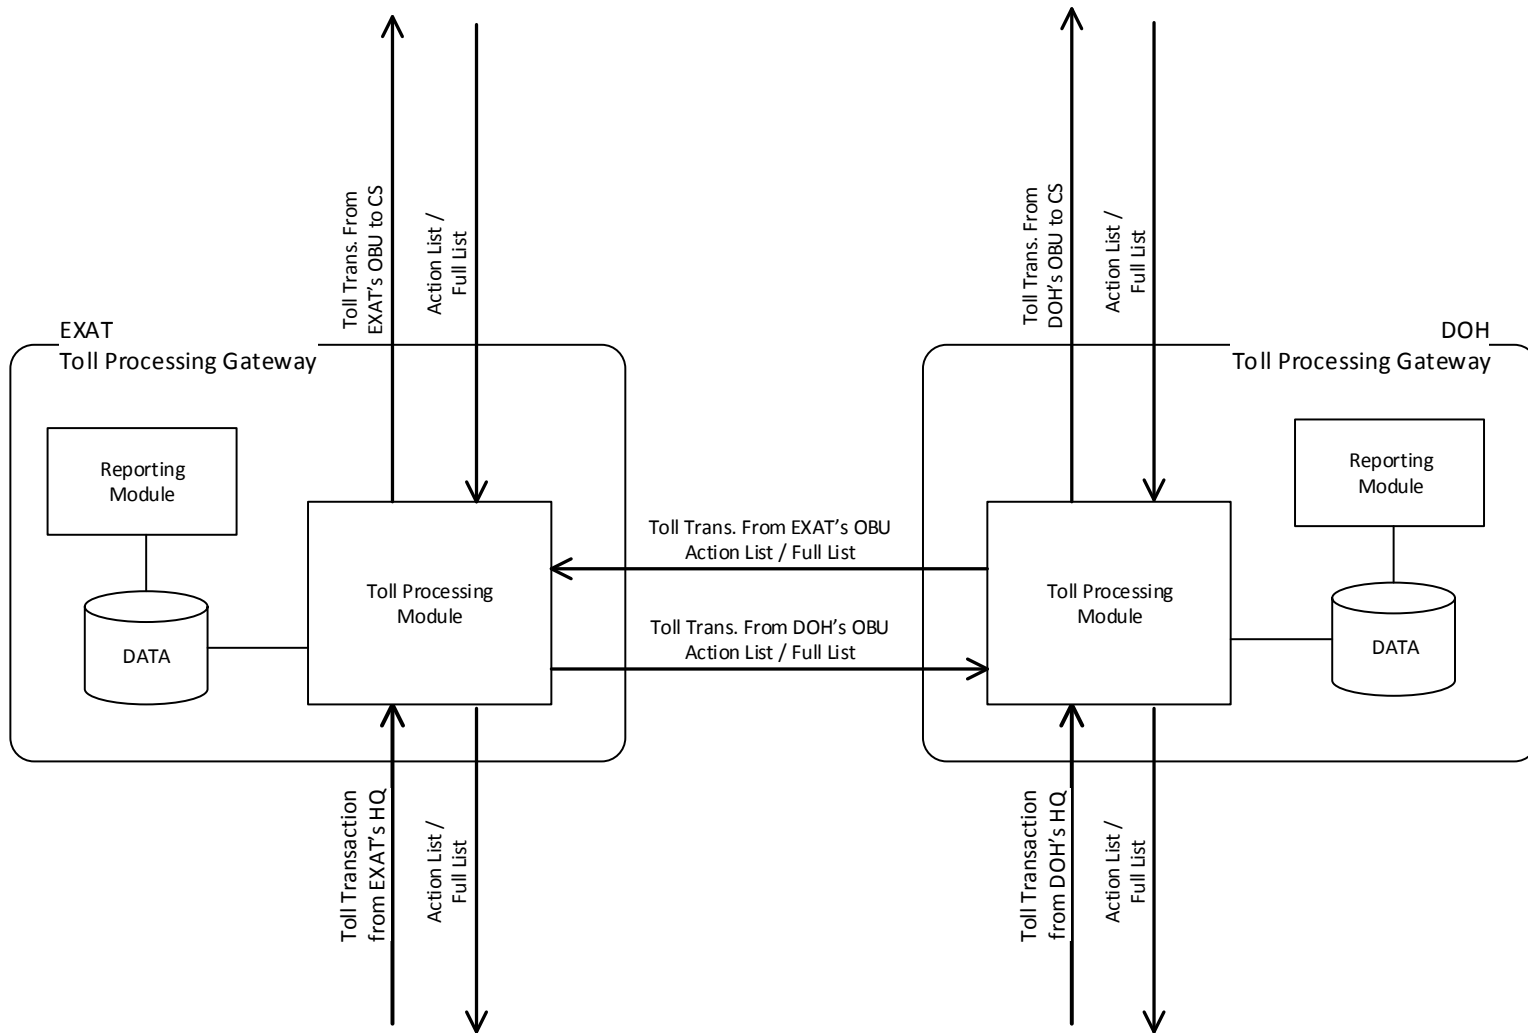 Toll Trans. From
EXAT's OBU to CS
Action List /
Full List
Toll Trans. From
DOH's OBU to CS
Action List /
Full List
EXAT
Toll Processing Gateway
DOH
Toll Processing Gateway
Reporting
Module
DATA
Toll Processing
Module
Toll Trans. From EXAT's OBU
Action List / Full List
Toll Trans. From DOH's OBU
Action List / Full List
Toll Processing
Module
Reporting
Module
DATA
Toll Transaction
from EXAT's HQ
Action List /
Full List
Toll Transaction
from DOH's HQ
Action List /
Full List